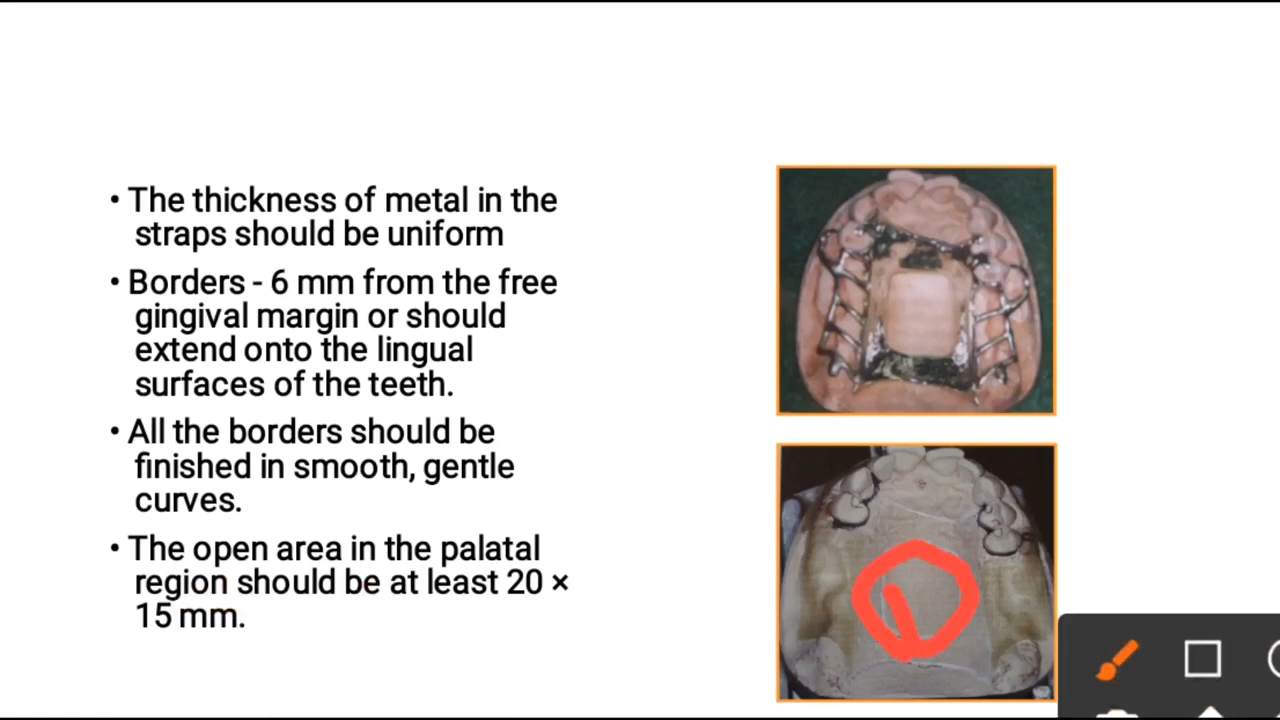 • The thickness of metal in the
straps should be uniform
• Borders - 6 mm from the free
gingival margin or should
extend onto the lingual
surfaces of the teeth.
• All the borders should be
finished in smooth, gentle
curves.
• The open area in the palatal
region should be at least 20 ×
15 mm.